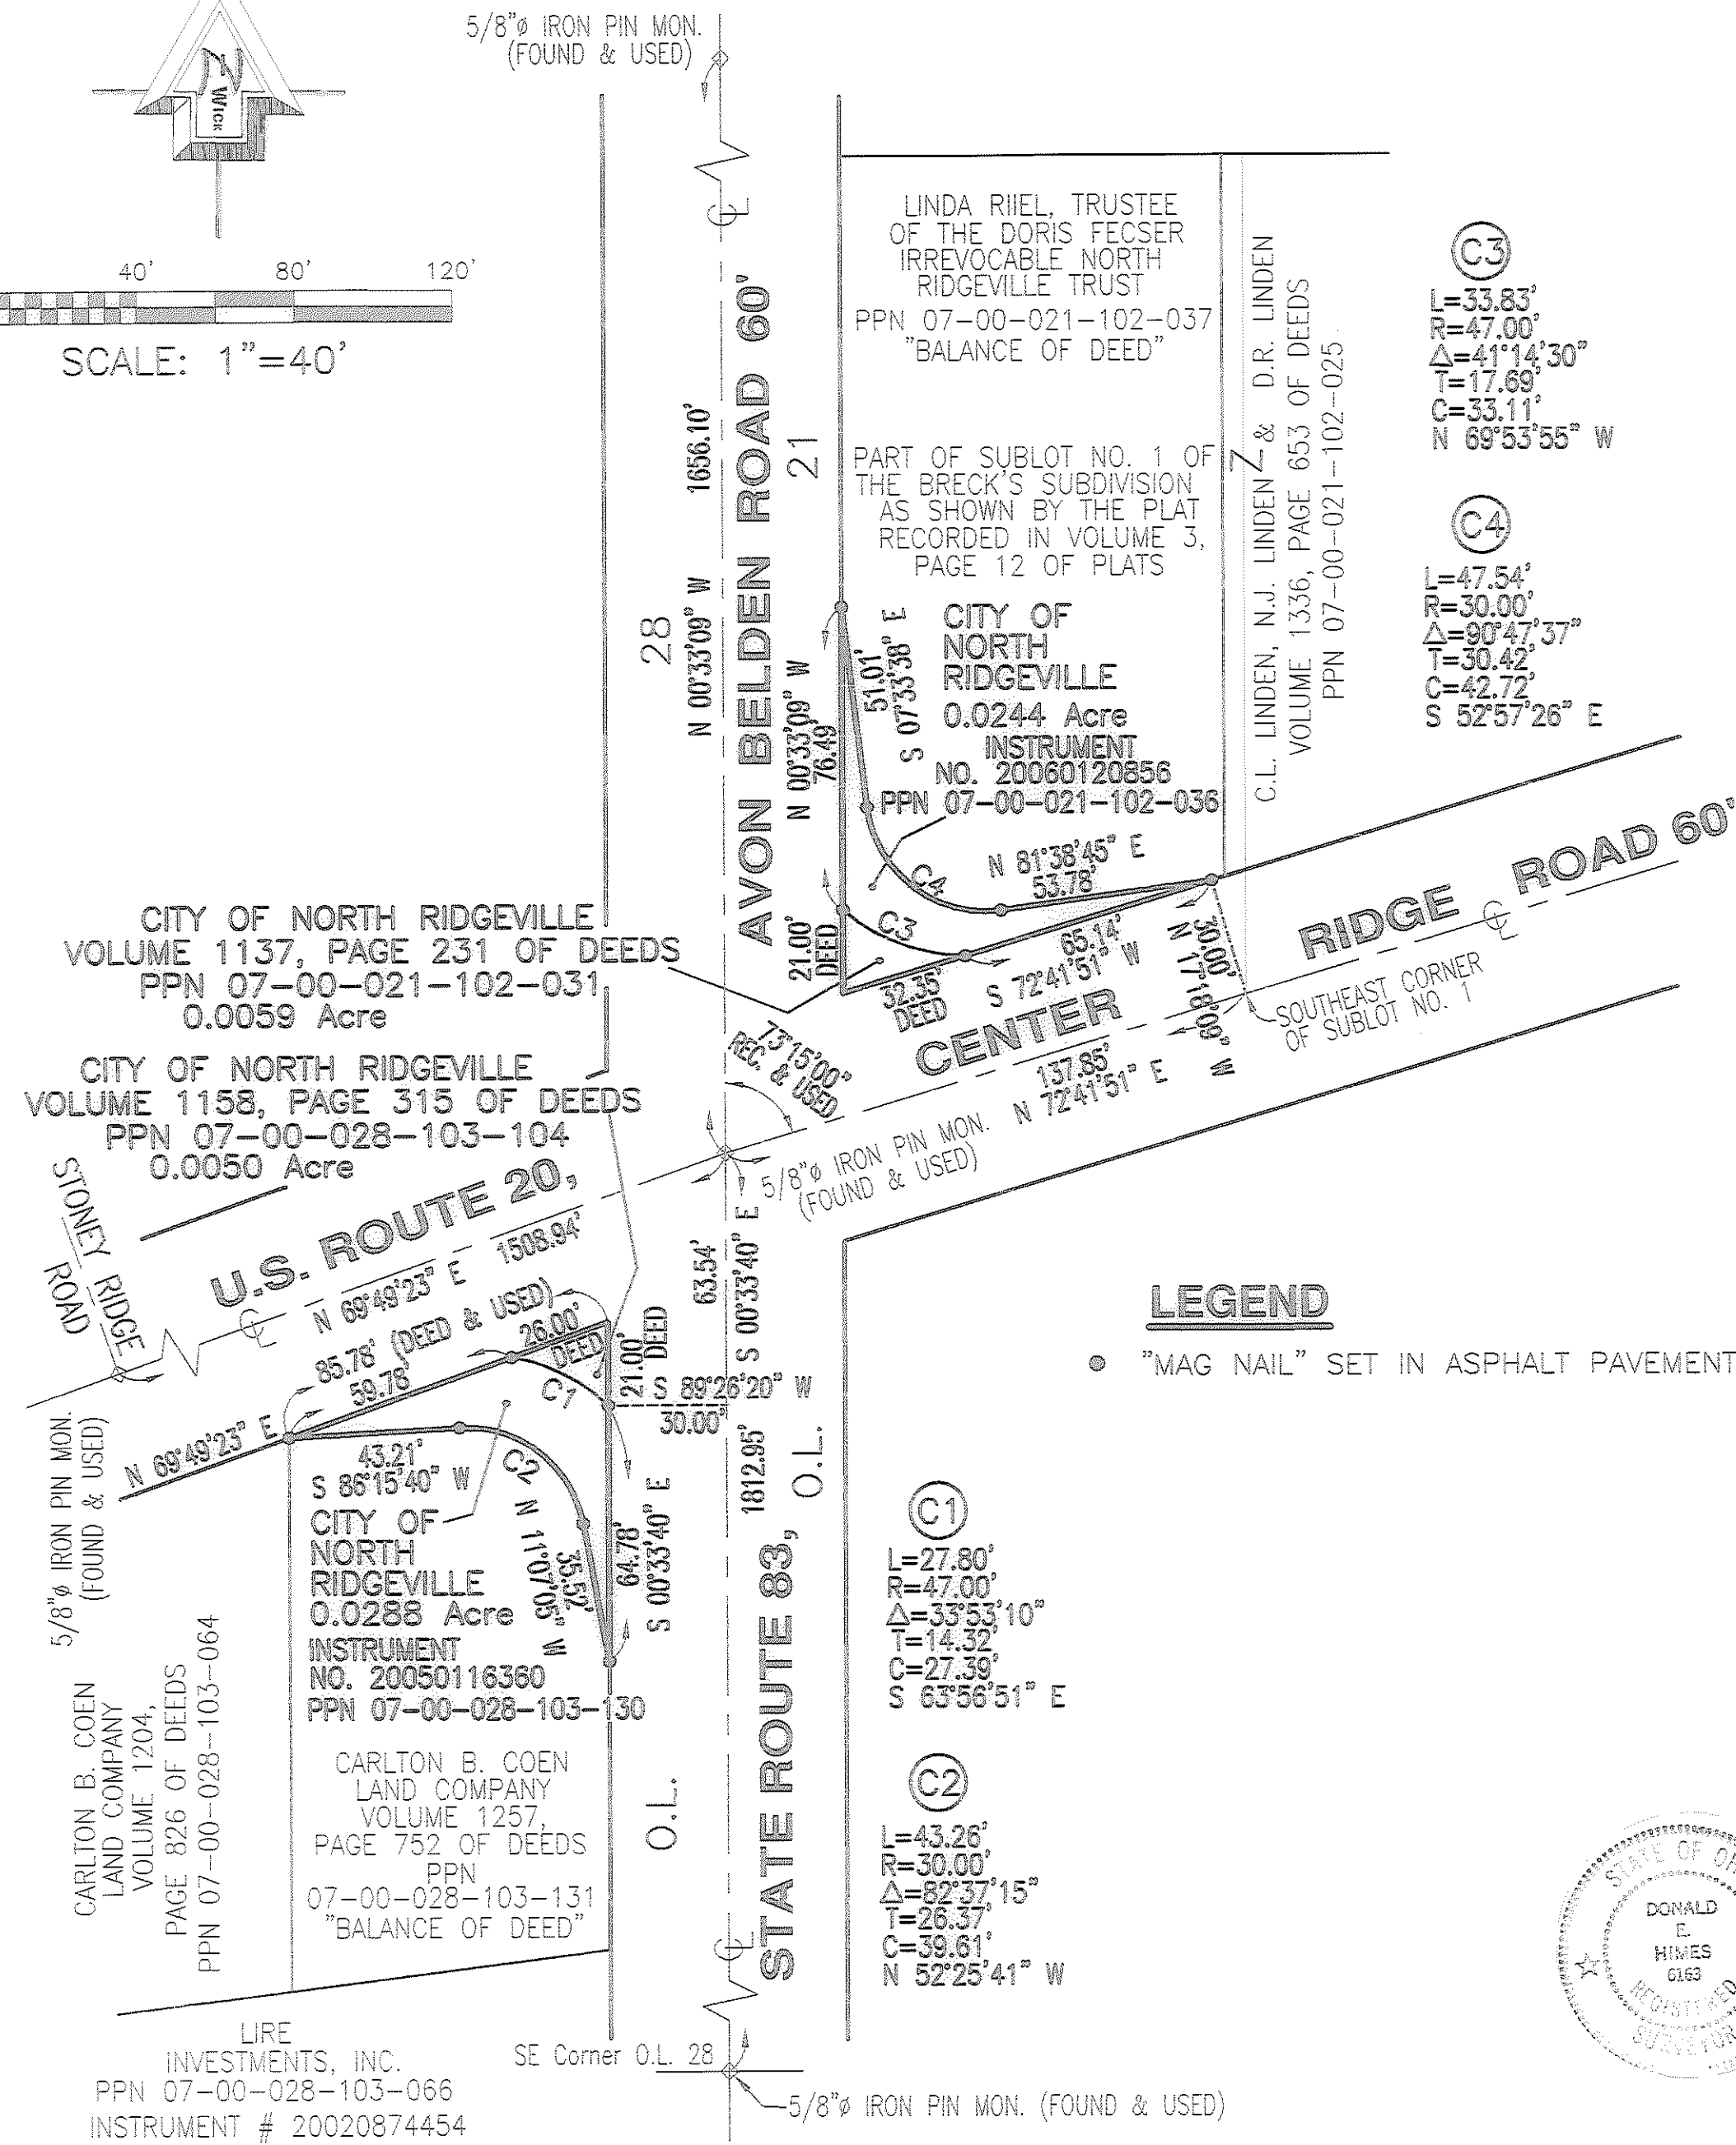 5/8"ø IRON PIN MON.
(FOUND & USED)
WICK
40' 80' 120'
SCALE: 1"=40'
LINDA RIIEL, TRUSTEE
OF THE DORIS FECSER
IRREVOCABLE NORTH
RIDGEVILLE TRUST
PPN 07-00-021-102-037
"BALANCE OF DEED"
PART OF SUBLOT NO. 1 OF
THE BRECK'S SUBDIVISION
AS SHOWN BY THE PLAT
RECORDED IN VOLUME 3,
PAGE 12 OF PLATS
C.L. LINDEN, N.J. LINDEN & D.R. LINDEN
VOLUME 1336, PAGE 653 OF DEEDS
PPN 07-00-021-102-025
C3
L=33.83'
R=47.00'
Δ=41°14'30"
T=17.69'
C=33.11'
N 69°53'55" W
C4
L=47.54'
R=30.00'
Δ=90°47'37"
T=30.42'
C=42.72'
S 52°57'26" E
28
N 00°33'09" W 1656.10'
AVON BELDEN ROAD 60'
21
N 00°33'09" W
76.49'
51.01'
S 07°33'38" E
CITY OF
NORTH
RIDGEVILLE
0.0244 Acre
INSTRUMENT
NO. 20060120856
PPN 07-00-021-102-036
N 81°38'45" E
53.78'
C4
C3
21.00'
DEED
32.35'
DEED
65.14'
S 72°41'51" W
30.00'
N 17°18'09" W
CENTER RIDGE ROAD 60'
SOUTHEAST CORNER
OF SUBLOT NO. 1
137.85'
N 72°41'51" E
73°15'00"
REC. & USED
5/8"ø IRON PIN MON.
(FOUND & USED)
CITY OF NORTH RIDGEVILLE
VOLUME 1137, PAGE 231 OF DEEDS
PPN 07-00-021-102-031
0.0059 Acre
CITY OF NORTH RIDGEVILLE
VOLUME 1158, PAGE 315 OF DEEDS
PPN 07-00-028-103-104
0.0050 Acre
STONEY RIDGE
ROAD
U.S. ROUTE 20,
N 69°49'23" E 1508.94'
85.78' (DEED & USED)
59.78'
26.00'
DEED
C1
21.00'
DEED
63.54'
S 00°33'40" E
S 89°26'20" W
30.00'
N 69°49'23" E
5/8"ø IRON PIN MON.
(FOUND & USED)
43.21'
S 86°15'40" W
C2
N 11°07'05" W
35.52'
64.78'
S 00°33'40" E
1812.95'
O.L.
CITY OF
NORTH
RIDGEVILLE
0.0288 Acre
INSTRUMENT
NO. 20050116360
PPN 07-00-028-103-130
LEGEND
"MAG NAIL" SET IN ASPHALT PAVEMENT
C1
L=27.80'
R=47.00'
Δ=33°53'10"
T=14.32'
C=27.39'
S 63°56'51" E
C2
L=43.26'
R=30.00'
Δ=82°37'15"
T=26.37'
C=39.61'
N 52°25'41" W
CARLTON B. COEN
LAND COMPANY
VOLUME 1204,
PAGE 826 OF DEEDS
PPN 07-00-028-103-064
CARLTON B. COEN
LAND COMPANY
VOLUME 1257,
PAGE 752 OF DEEDS
PPN
07-00-028-103-131
"BALANCE OF DEED"
O.L.
STATE ROUTE 83,
LIRE
INVESTMENTS, INC.
PPN 07-00-028-103-066
INSTRUMENT # 20020874454
SE Corner O.L. 28
5/8"ø IRON PIN MON. (FOUND & USED)
STATE OF
DONALD
E.
HIMES
6163
REGISTERED
SURVEYOR